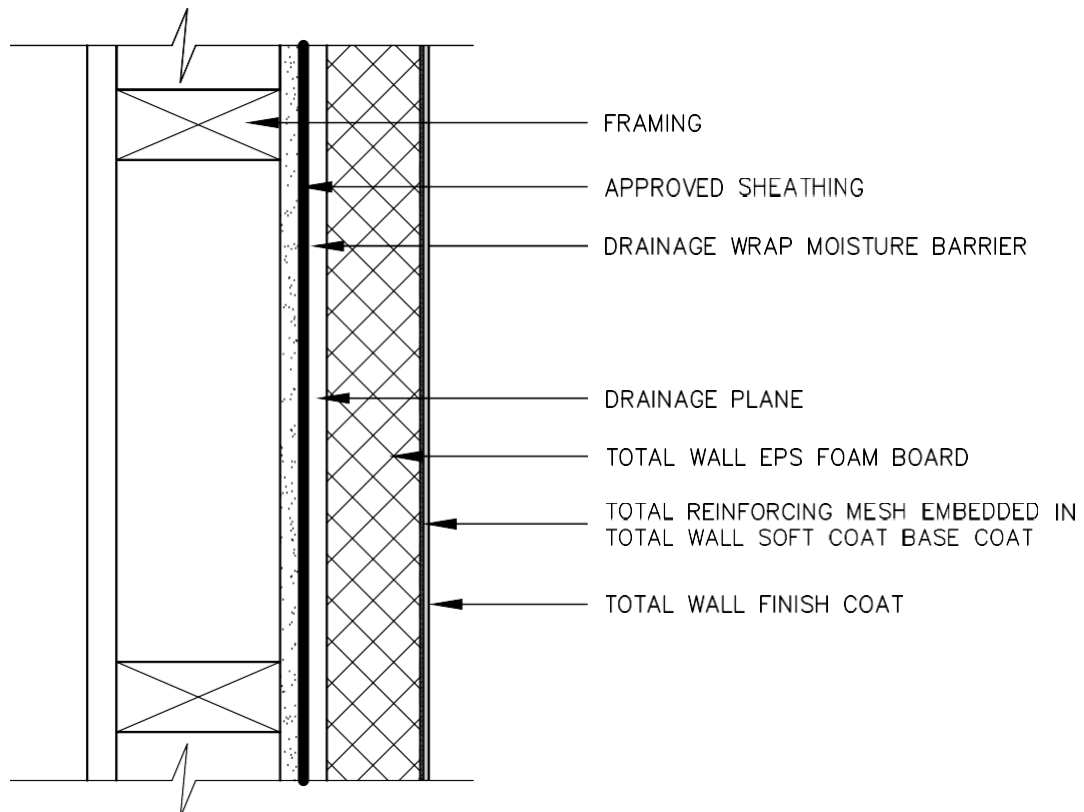 FRAMING
APPROVED SHEATHING
DRAINAGE WRAP MOISTURE BARRIER
DRAINAGE PLANE
TOTAL WALL EPS FOAM BOARD
TOTAL REINFORCING MESH EMBEDDED IN
TOTAL WALL SOFT COAT BASE COAT
TOTAL WALL FINISH COAT